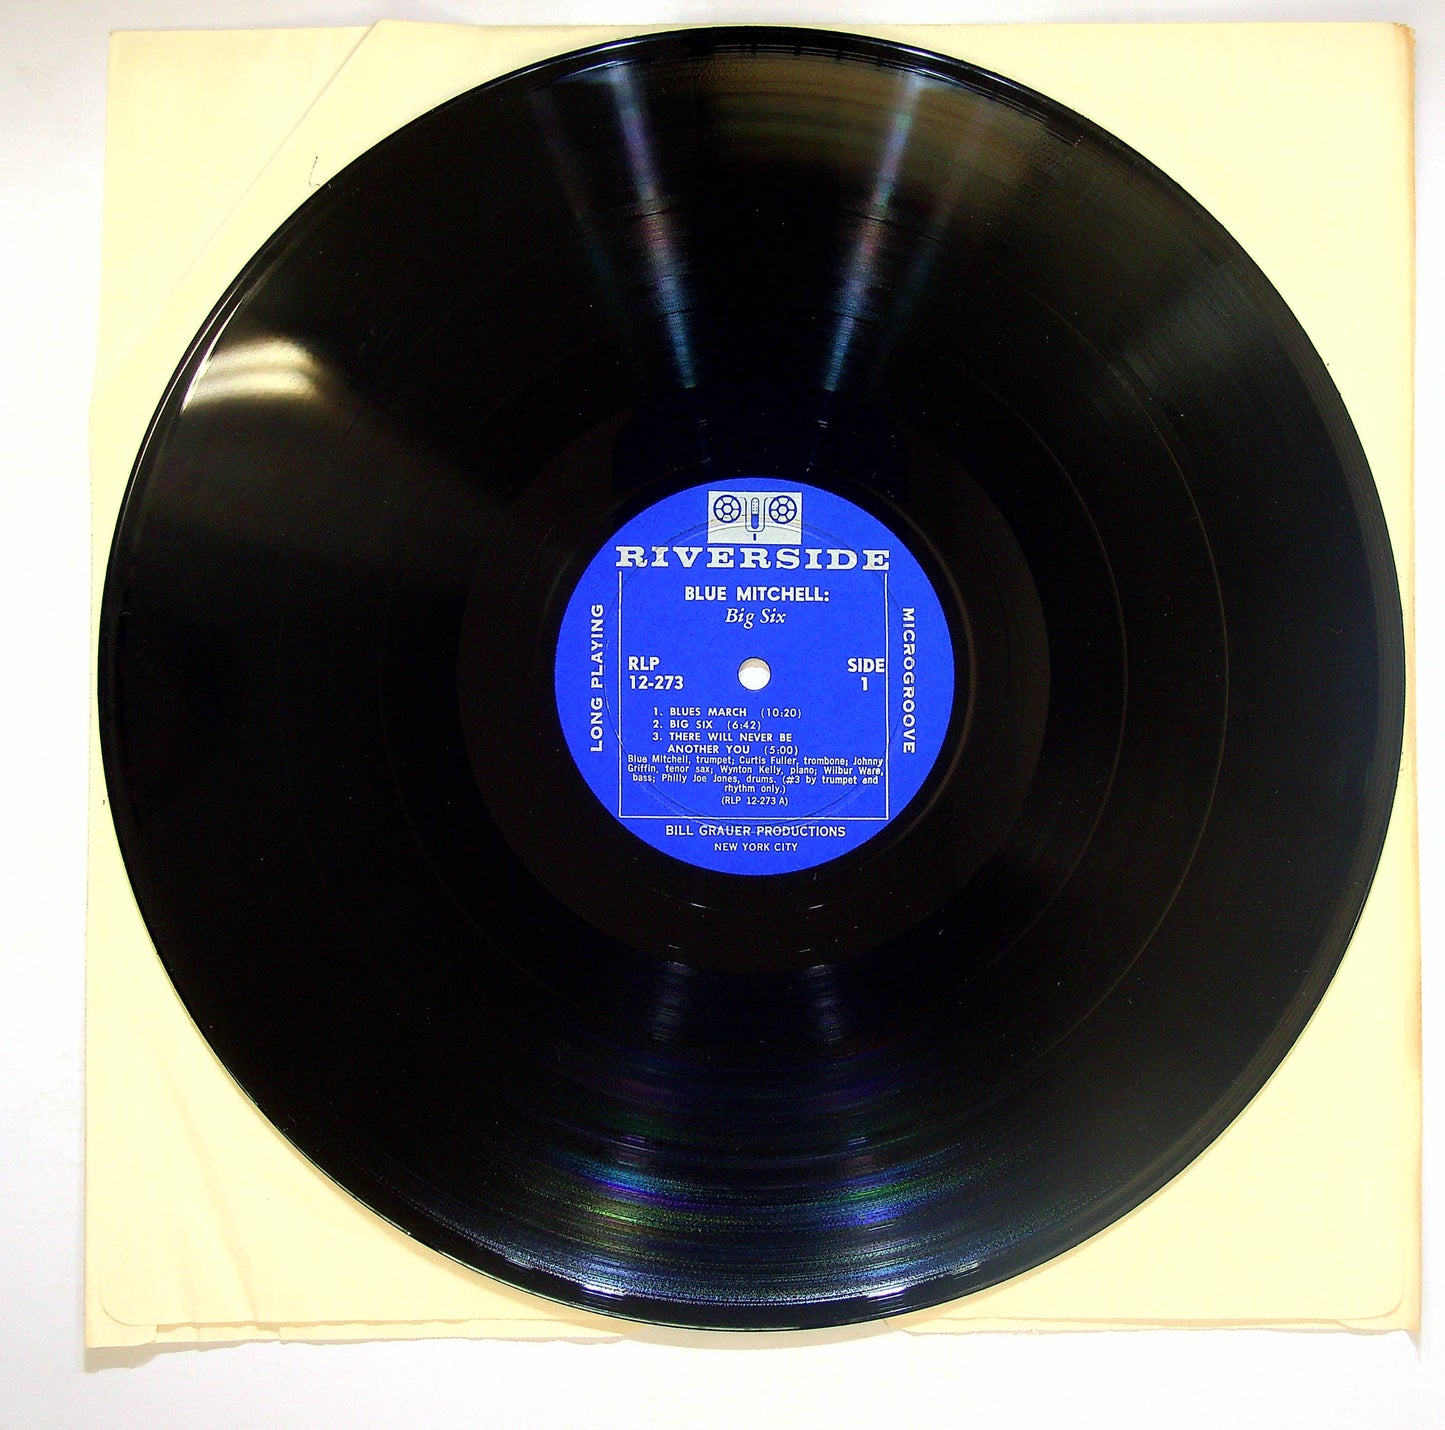 RIVERSIDE
BLUE MITCHELL:
Big Six
LONG PLAYING
MICROGROOVE
RLP
12-273
SIDE
1
1. BLUES MARCH (10:20)
2. BIG SIX (6:42)
3. THERE WILL NEVER BE
ANOTHER YOU (5:00)
Blue Mitchell, trumpet; Curtis Fuller, trombone; Johnny
Griffin, tenor sax; Wynton Kelly, piano; Wilbur Ware,
bass; Philly Joe Jones, drums. (#3 by trumpet and
rhythm only.)
(RLP 12-273 A)
BILL GRAUER PRODUCTIONS
NEW YORK CITY